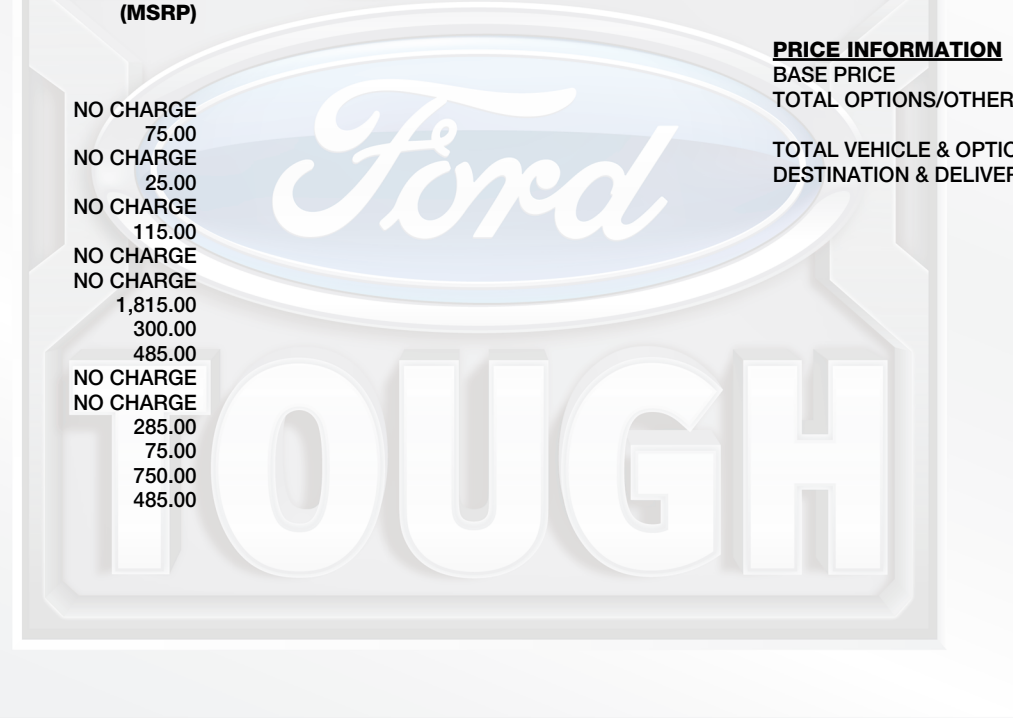 (MSRP)
NO CHARGE
75.00
NO CHARGE
25.00
NO CHARGE
115.00
NO CHARGE
NO CHARGE
1,815.00
300.00
485.00
NO CHARGE
NO CHARGE
285.00
75.00
750.00
485.00
PRICE INFORMATION
BASE PRICE
TOTAL OPTIONS/OTHER
TOTAL VEHICLE & OPTIO
DESTINATION & DELIVER
Ford
TOUGH